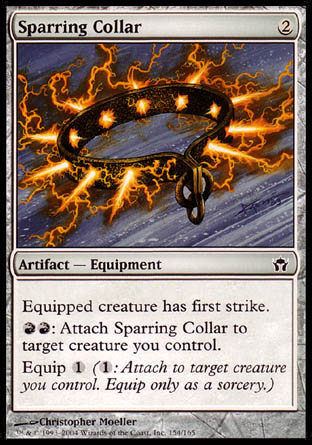 Sparring Collar 2
Artifact — Equipment
Equipped creature has first strike.
: Attach Sparring Collar to
target creature you control.
Equip 1 (1: Attach to target creature
you control. Equip only as a sorcery.)
Christopher Moeller
™ & © 1993–2004 Wizards of the Coast, Inc. 154/165